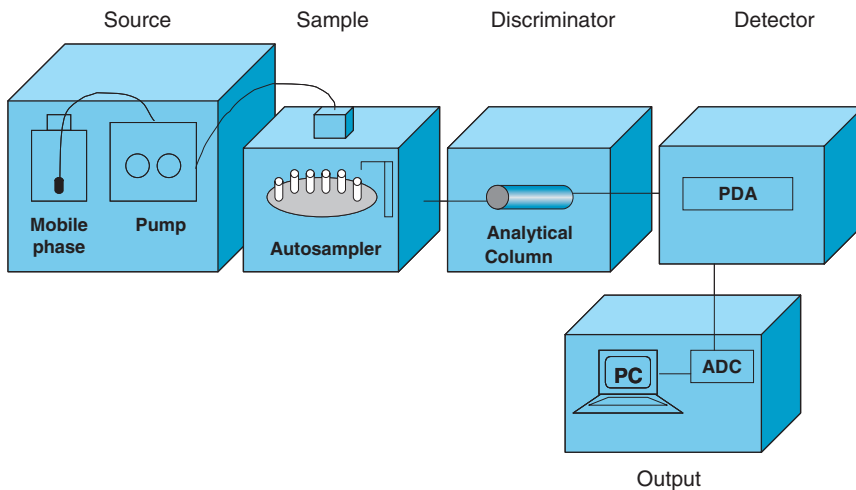 Source
Sample
Discriminator
Detector
Mobile
phase
Pump
Autosampler
Analytical
Column
PDA
PC
ADC
Output